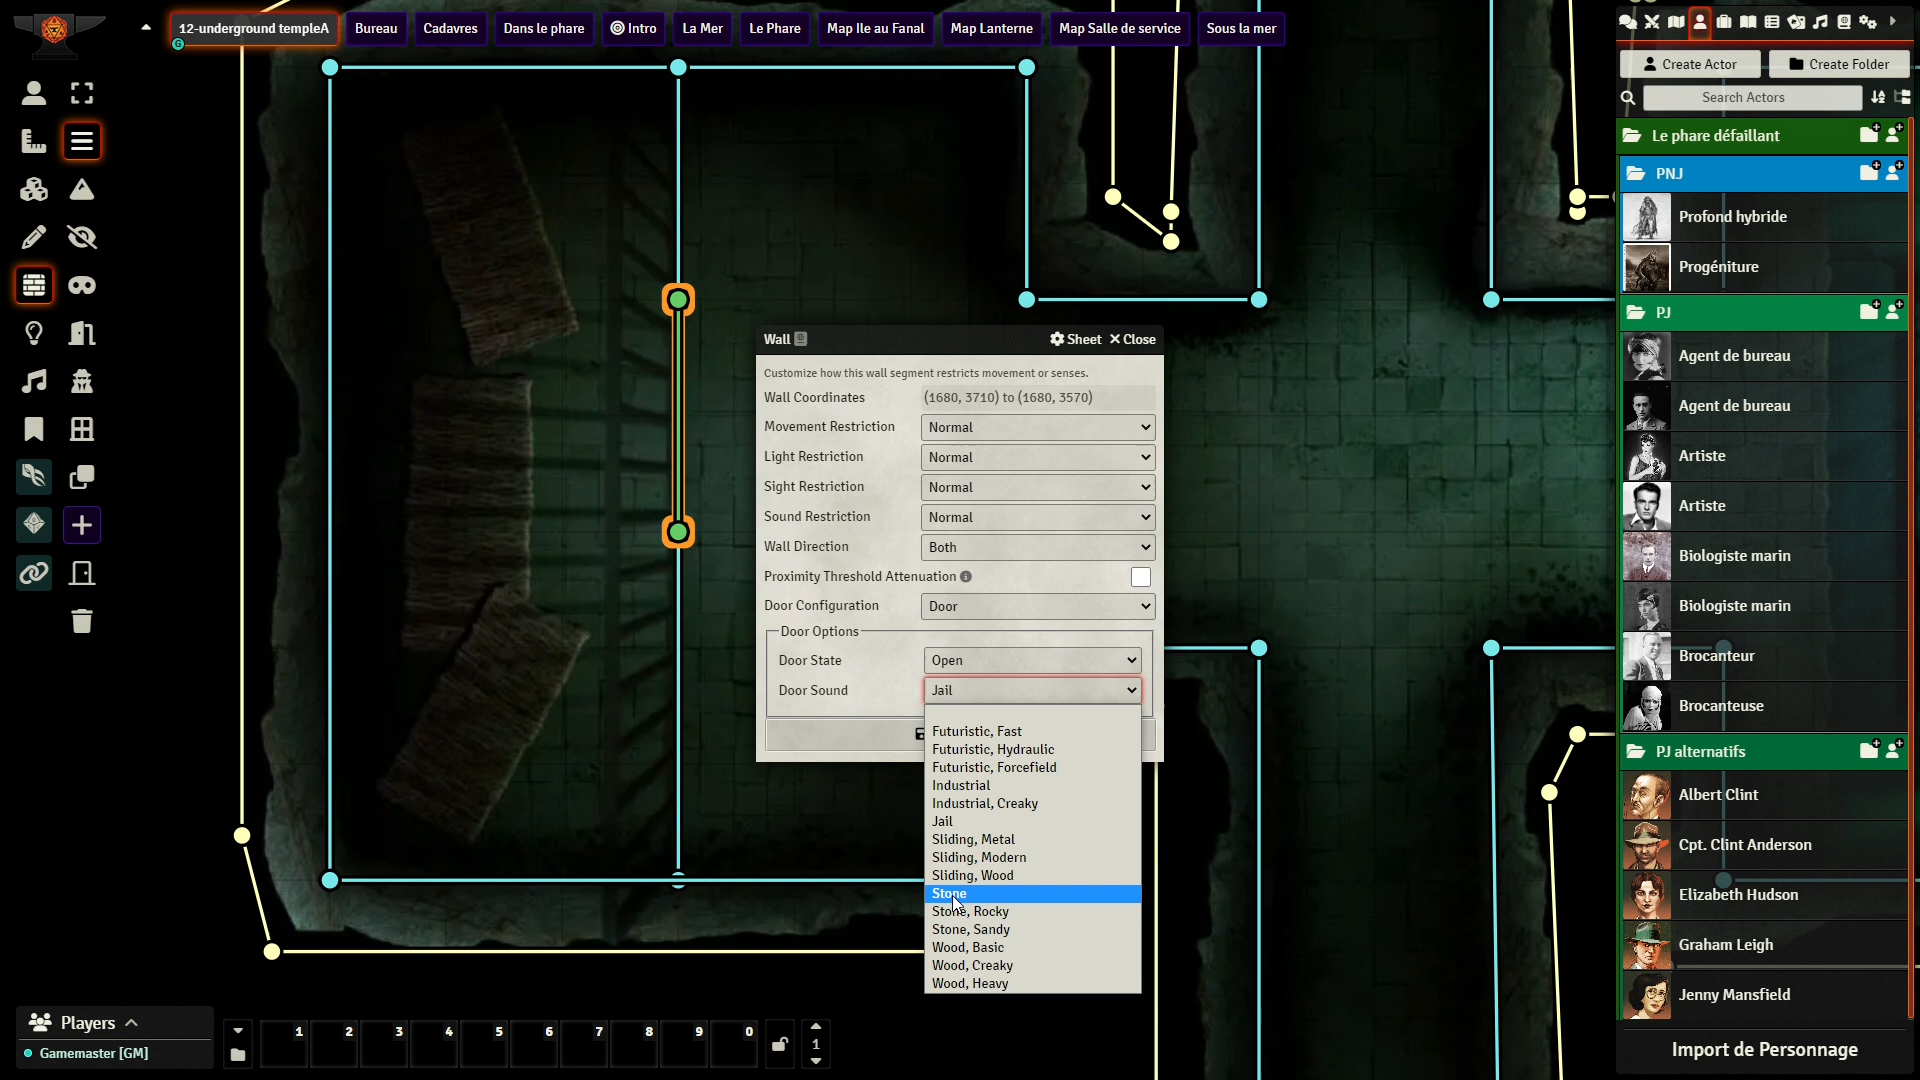 12-underground templeA
G
Bureau
Cadavres
Dans le phare
Intro
La Mer
Le Phare
Map Ile au Fanal
Map Lanterne
Map Salle de service
Sous la mer
Create Actor
Create Folder
Search Actors
Le phare défaillant
PNJ
Profond hybride
Progéniture
PJ
Agent de bureau
Agent de bureau
Artiste
Artiste
Biologiste marin
Biologiste marin
Brocanteur
Brocanteuse
PJ alternatifs
Albert Clint
Cpt. Clint Anderson
Elizabeth Hudson
Graham Leigh
Jenny Mansfield
Import de Personnage
Wall
Sheet
Close
Customize how this wall segment restricts movement or senses.
Wall Coordinates (1680, 3710) to (1680, 3570)
Movement Restriction Normal
Light Restriction Normal
Sight Restriction Normal
Sound Restriction Normal
Wall Direction Both
Proximity Threshold Attenuation
Door Configuration Door
Door Options
Door State Open
Door Sound Jail
Futuristic, Fast
Futuristic, Hydraulic
Futuristic, Forcefield
Industrial
Industrial, Creaky
Jail
Sliding, Metal
Sliding, Modern
Sliding, Wood
Stone
Stone, Rocky
Stone, Sandy
Wood, Basic
Wood, Creaky
Wood, Heavy
Players
Gamemaster [GM]
1 2 3 4 5 6 7 8 9 0
1